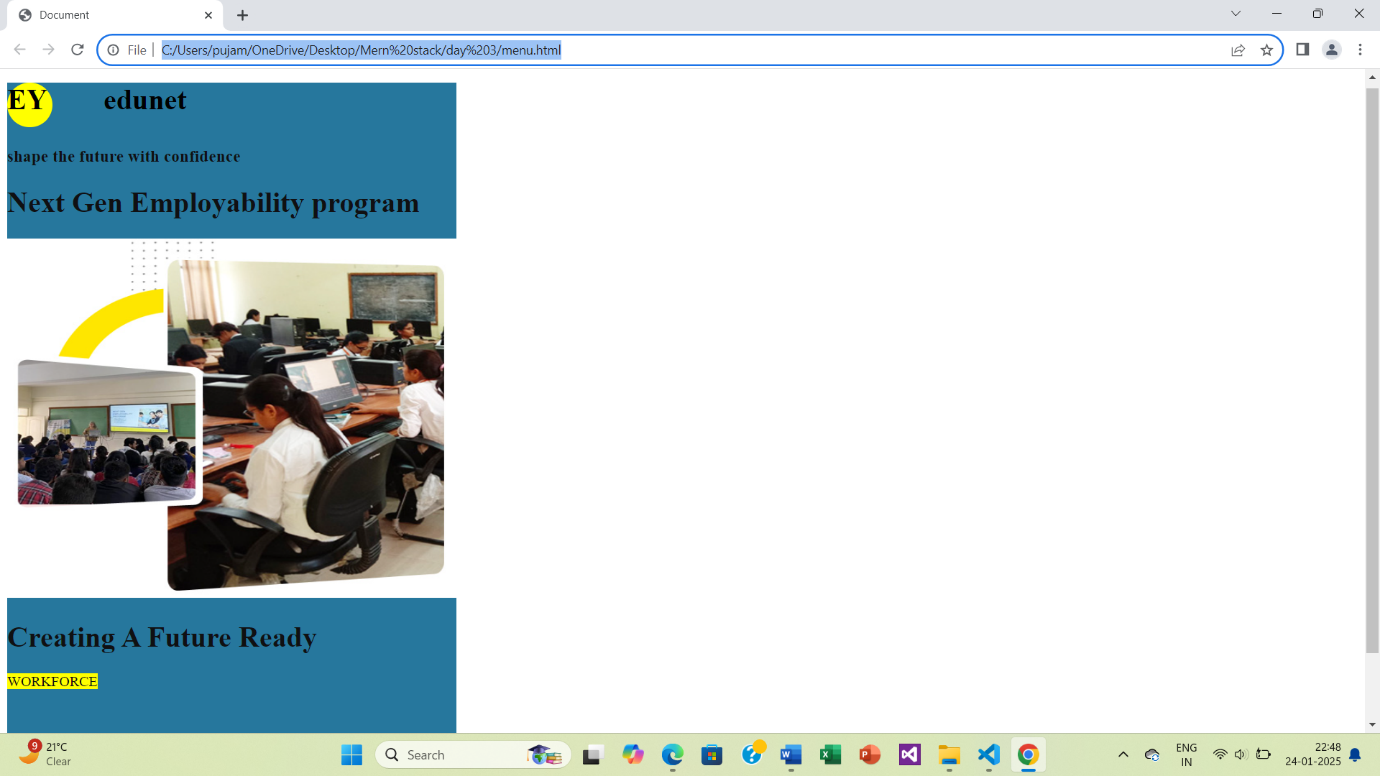 Document
File
C:/Users/pujam/OneDrive/Desktop/Mern%20stack/day%203/menu.html
EY edunet
shape the future with confidence
Next Gen Employability program
Creating A Future Ready
WORKFORCE
9
21°C
Clear
Search
ENG
IN
22:48
24-01-2025